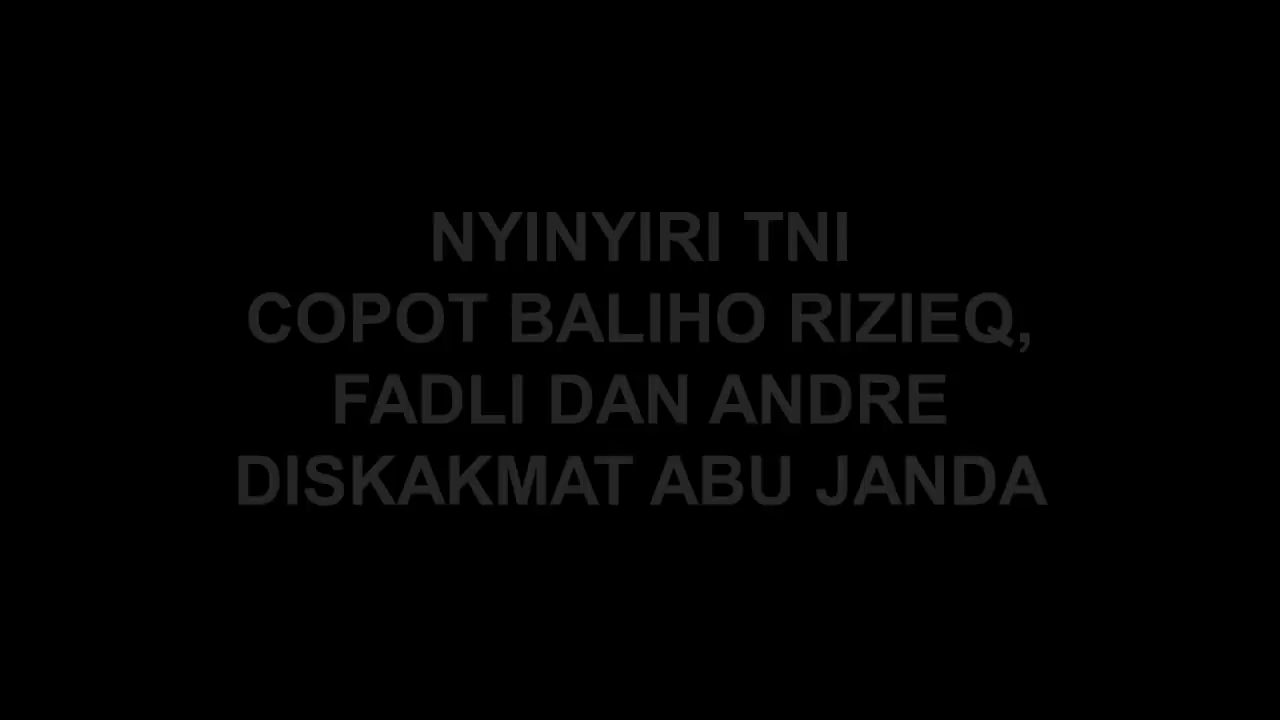 NYINYIRI TNI
COPOT BALIHO RIZIEQ,
FADLI DAN ANDRE
DISKAKMAT ABU JANDA